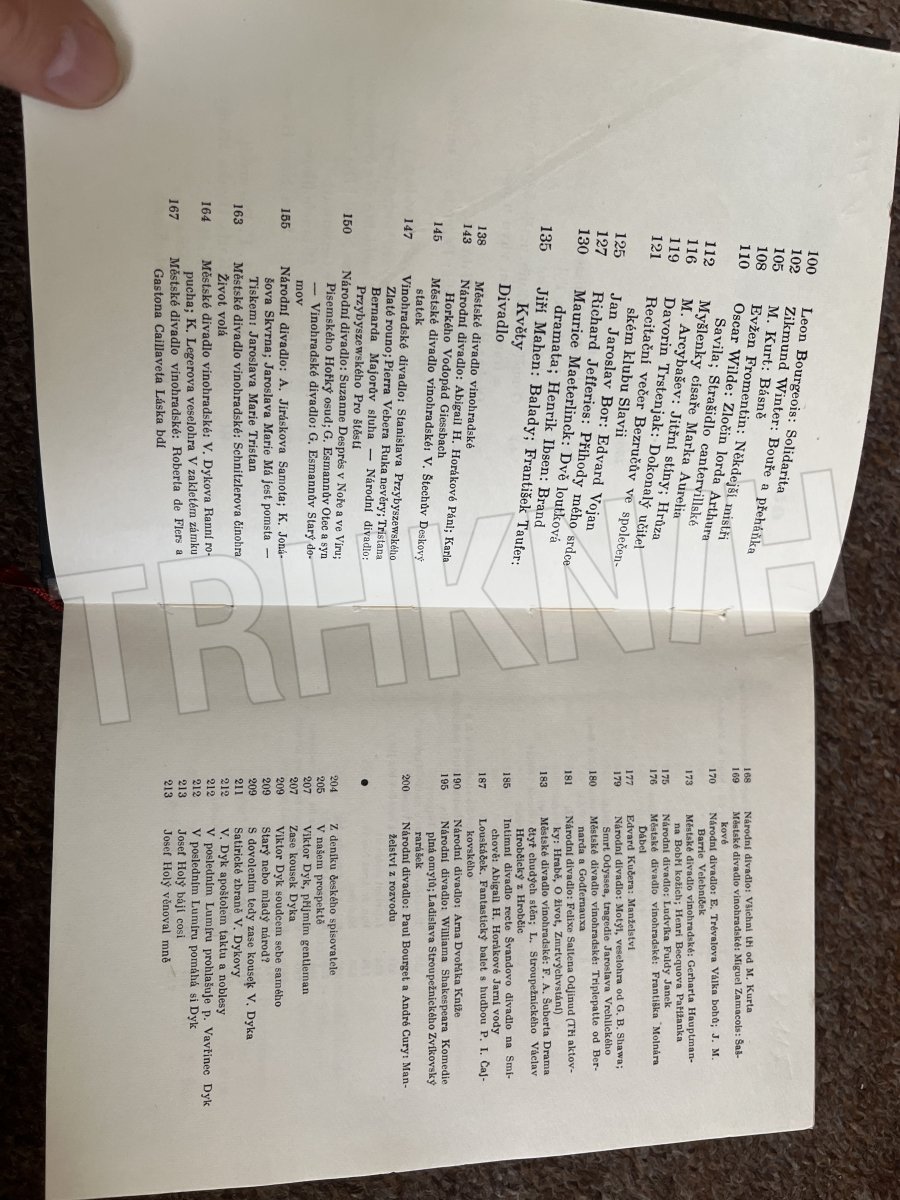 100 Leon Bourgeois: Solidarita
102 Zikmund Winter: Bouře a přeháňka
105 M. Kurt: Básně
108 Evžen Fromentin: Někdejší mistři
110 Oscar Wilde: Zločin lorda Arthura
Savila; Strašidlo cantervillské
112 Myšlenky císaře Marka Aurelia
116 M. Arcybašev: Jitřní stíny; Hrůza
119 Davorin Trstenjak: Dokonalý učitel
121 Recitační večer Bezručův ve společen-
ském klubu Slavii
125 Jan Jaroslav Bor: Edvard Vojan
127 Richard Jefferies: Příhody mého srdce
130 Maurice Maeterlinck: Dvě loutková
dramata; Henrik Ibsen: Brand
135 Jiří Mahen: Balady; František Taufer:
Květy
Divadlo
138 Městské divadlo vinohradské
143 Národní divadlo: Abigail H. Horákové Páni; Karla
Horkého Vodopád Giessbach
145 Městské divadlo vinohradské: V. Štechův Deskový
statek
147 Vinohradské divadlo: Stanislava Przybyszewského
Zlaté rouno; Pierra Vebera Ruka nevěry; Tristana
Bernarda Majorův sluha — Národní divadlo:
Przybyszewského Pro štěstí
150 Národní divadlo: Suzanne Després v Noře a ve Viru;
Pisemského Hořký osud; G. Esmannův Otec a syn
— Vinohradské divadlo: G. Esmannův Starý do-
mov
155 Národní divadlo: A. Jiráskova Samota; K. Joná-
šova Skvrna; Jaroslava Marie Má jest pomsta —
Tiskem: Jaroslava Marie Tristan
163 Městské divadlo vinohradské: Schnitzlerova činohra
Život volá
164 Městské divadlo vinohradské: V. Dykova Ranní ro-
pucha; K. Legerova veselohra V zakletém zámku
167 Městské divadlo vinohradské: Roberta de Flers a
Gastona Caillaveta Láska bdí
168 Národní divadlo: Všichni tři od M. Kurta
169 Městské divadlo vinohradské: Miguel Zamacois: Šaš-
kové
170 Národní divadlo: E. Trévalova Válka bohů; J. M.
Barrie Velebníček
173 Městské divadlo vinohradské: Gerharta Hauptman-
na Bobří kožich; Henri Becquova Pařížanka
175 Národní divadlo: Ludvíka Fuldy Janek
176 Městské divadlo vinohradské: Františka Molnára
Ďábel
177 Edvard Kučera: Manželství
179 Národní divadlo: Motýl, veselohra od G. B. Shawa;
Smrt Odyssea, tragedie Jaroslava Vrchlického
180 Městské divadlo vinohradské: Triplepatte od Ber-
narda a Godfernauxa
181 Národní divadlo: Felixe Saltena Odjinud (Tři aktov-
ky: Hrabě, O život, Zmrtvýchvstání)
183 Městské divadlo vinohradské: F. A. Šuberta Drama
čtyř chudých stěn; L. Stroupežnického Václav
Hrobčický z Hrobčic
185 Intimní divadlo recte Švandovo divadlo na Smí-
chově: Abigail H. Horákové Jarní vody
187 Louskáček. Fantastický balet s hudbou P. I. Čaj-
kovského
190 Národní divadlo: Arna Dvořáka Kníže
195 Národní divadlo: Williama Shakespeara Komedie
plná omylů; Ladislava Stroupežnického Zvíkovský
rarášek
200 Národní divadlo: Paul Bourget a André Cury: Man-
želství z rozvodu
●
204 Z deníku českého spisovatele
205 V našem prospektě
207 Viktor Dyk, příjmím gentleman
207 Zase kousek Dyka
209 Viktor Dyk soudcem sebe samého
209 Starý nebo mladý národ?
209 S dovolením tedy zase kousek V. Dyka
211 Satirické zbraně V. Dykovy
212 V. Dyk apoštolem taktu a noblesy
212 V posledním Lumíru prohlašuje p. Vavřinec Dyk
212 V posledním Lumíru pomáhá si Dyk
213 Josef Holý bájí cosi
213 Josef Holý věnoval mně
TRHKNIH